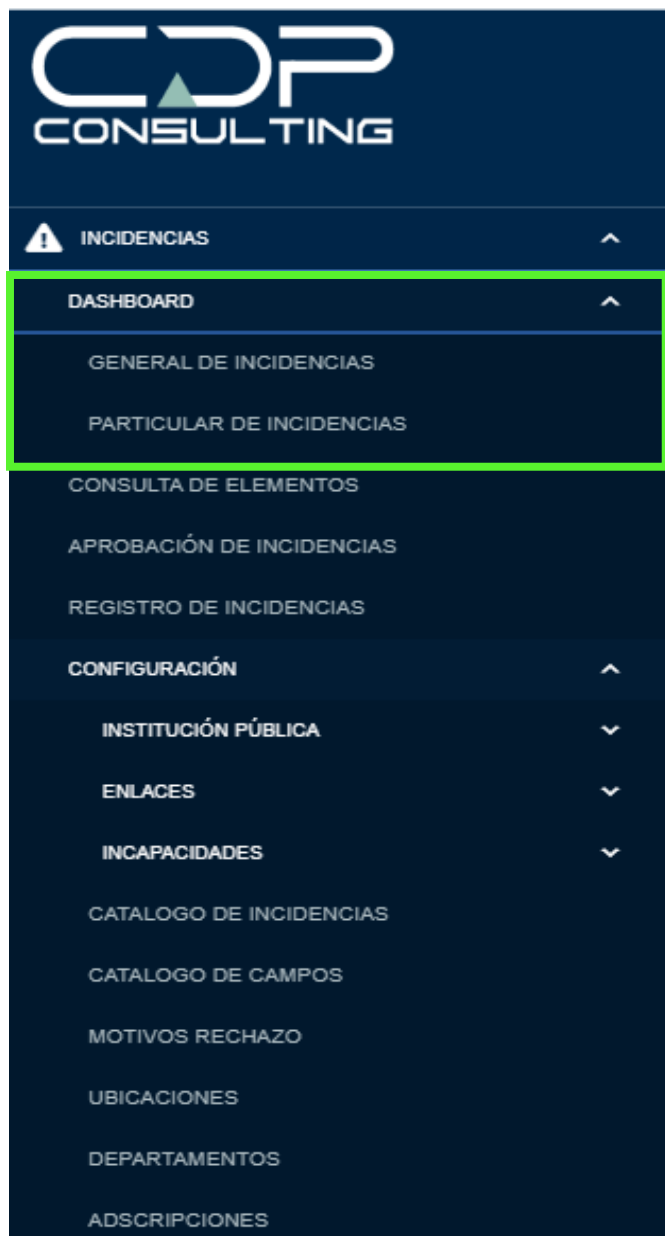 CDP
CONSULTING
INCIDENCIAS
DASHBOARD
GENERAL DE INCIDENCIAS
PARTICULAR DE INCIDENCIAS
CONSULTA DE ELEMENTOS
APROBACIÓN DE INCIDENCIAS
REGISTRO DE INCIDENCIAS
CONFIGURACIÓN
INSTITUCIÓN PÚBLICA
ENLACES
INCAPACIDADES
CATALOGO DE INCIDENCIAS
CATALOGO DE CAMPOS
MOTIVOS RECHAZO
UBICACIONES
DEPARTAMENTOS
ADSCRIPCIONES